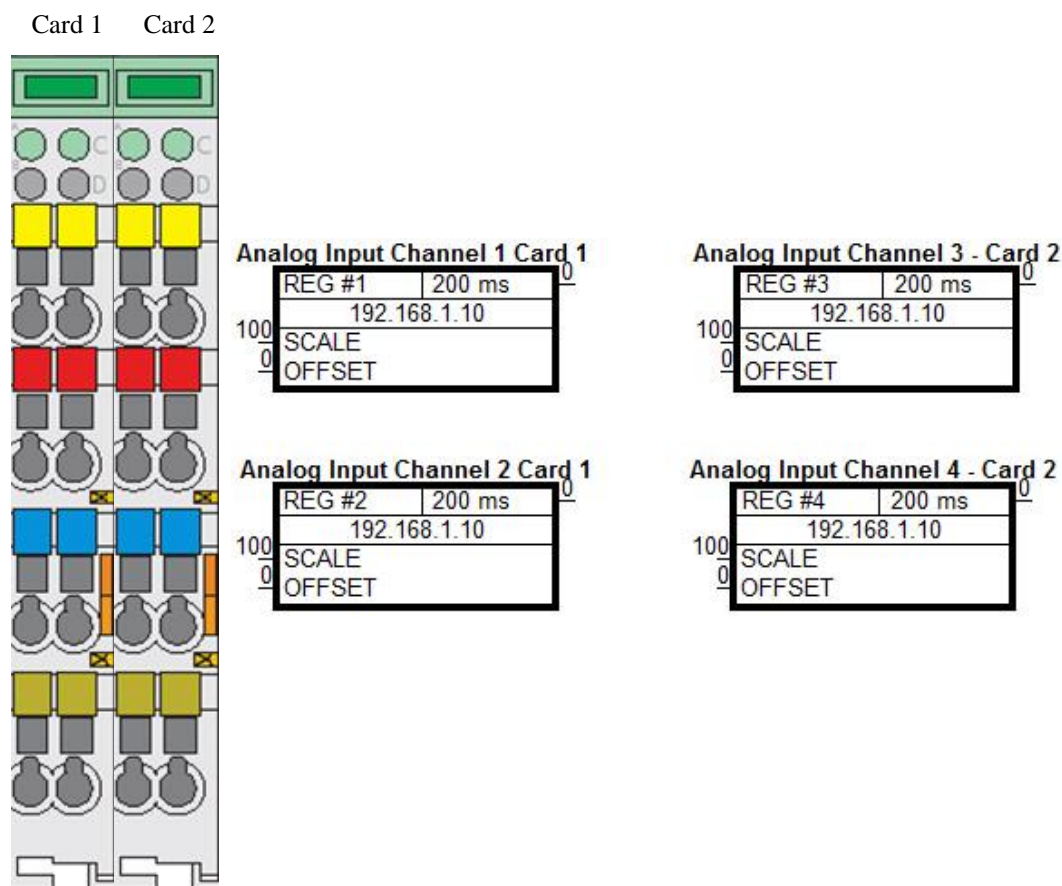 Card 1 Card 2
A C A C
B D B D
Analog Input Channel 1 Card 1
REG #1 200 ms 0
192.168.1.10
100 SCALE
0 OFFSET
Analog Input Channel 3 - Card 2
REG #3 200 ms 0
192.168.1.10
100 SCALE
0 OFFSET
Analog Input Channel 2 Card 1
REG #2 200 ms 0
192.168.1.10
100 SCALE
0 OFFSET
Analog Input Channel 4 - Card 2
REG #4 200 ms 0
192.168.1.10
100 SCALE
0 OFFSET